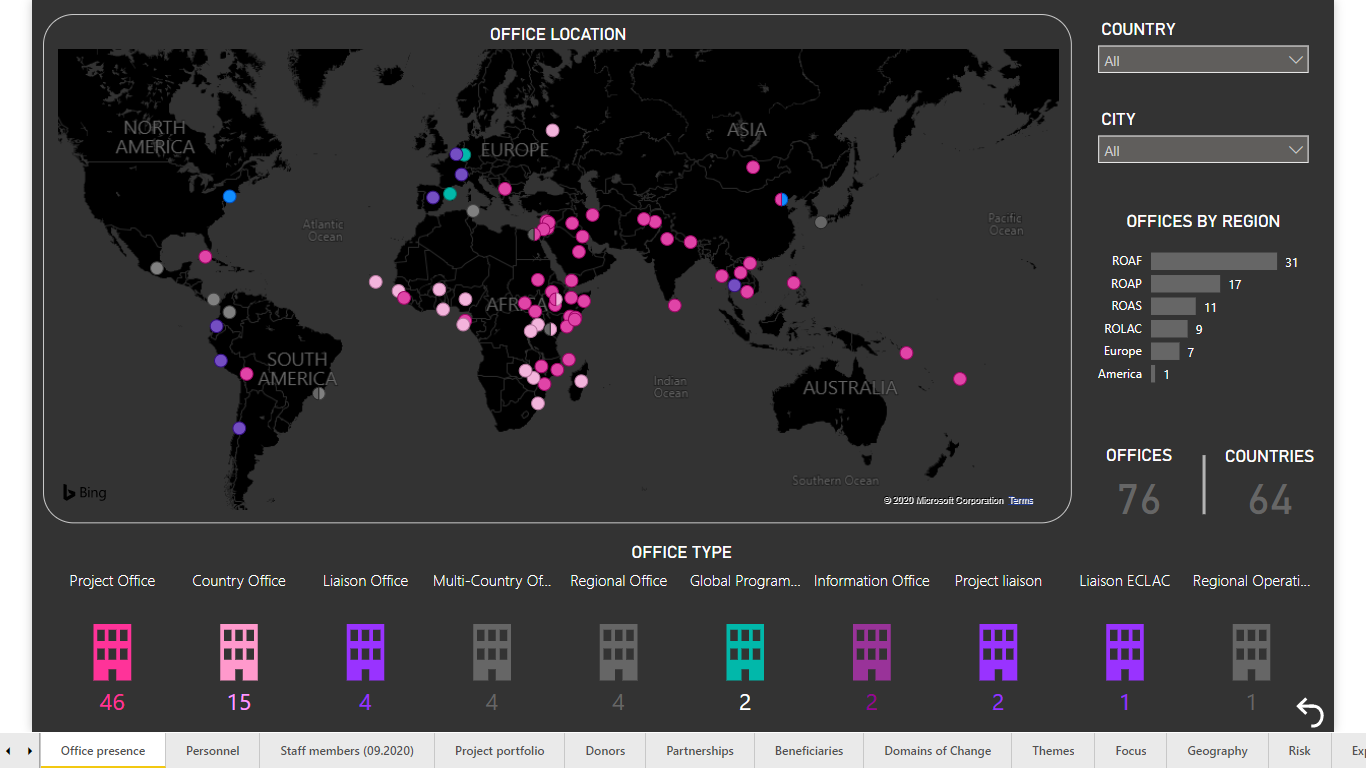 OFFICE LOCATION
NORTH
AMERICA
EUROPE
ASIA
Atlantic
Ocean
Pacific
Ocean
AFRICA
SOUTH
AMERICA
Indian
Ocean
AUSTRALIA
Southern Ocean
Bing
© 2020 Microsoft Corporation Terms
COUNTRY
All
CITY
All
OFFICES BY REGION
ROAF 31
ROAP 17
ROAS 11
ROLAC 9
Europe 7
America 1
OFFICES COUNTRIES
76 64
OFFICE TYPE
Project Office Country Office Liaison Office Multi-Country Of... Regional Office Global Program... Information Office Project liaison Liaison ECLAC Regional Operati...
46 15 4 4 4 2 2 2 1 1
Office presence Personnel Staff members (09.2020) Project portfolio Donors Partnerships Beneficiaries Domains of Change Themes Focus Geography Risk Exp